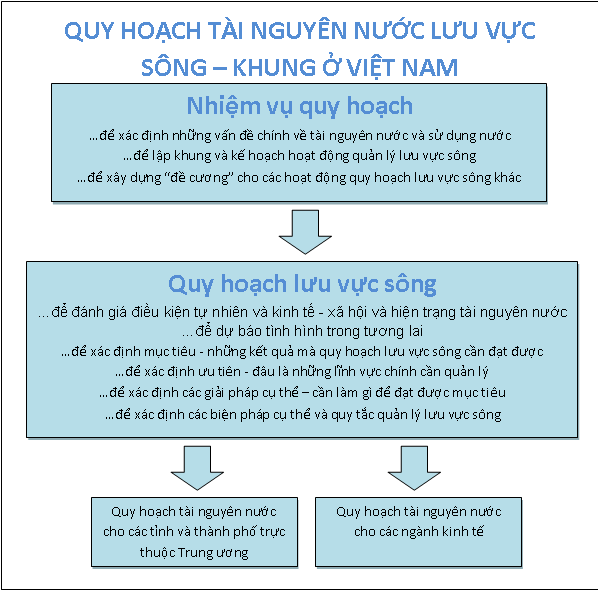 QUY HOẠCH TÀI NGUYÊN NƯỚC LƯU VỰC
SÔNG – KHUNG Ở VIỆT NAM
Nhiệm vụ quy hoạch
...để xác định những vấn đề chính về tài nguyên nước và sử dụng nước
...để lập khung và kế hoạch hoạt động quản lý lưu vực sông
...để xây dựng “đề cương” cho các hoạt động quy hoạch lưu vực sông khác
Quy hoạch lưu vực sông
...để đánh giá điều kiện tự nhiên và kinh tế - xã hội và hiện trạng tài nguyên nước
...để dự báo tình hình trong tương lai
...để xác định mục tiêu - những kết quả mà quy hoạch lưu vực sông cần đạt được
...để xác định ưu tiên - đâu là những lĩnh vực chính cần quản lý
...để xác định các giải pháp cụ thể – cần làm gì để đạt được mục tiêu
...để xác định các biện pháp cụ thể và quy tắc quản lý lưu vực sông
Quy hoạch tài nguyên nước
cho các tỉnh và thành phố trực
thuộc Trung ương
Quy hoạch tài nguyên nước
cho các ngành kinh tế